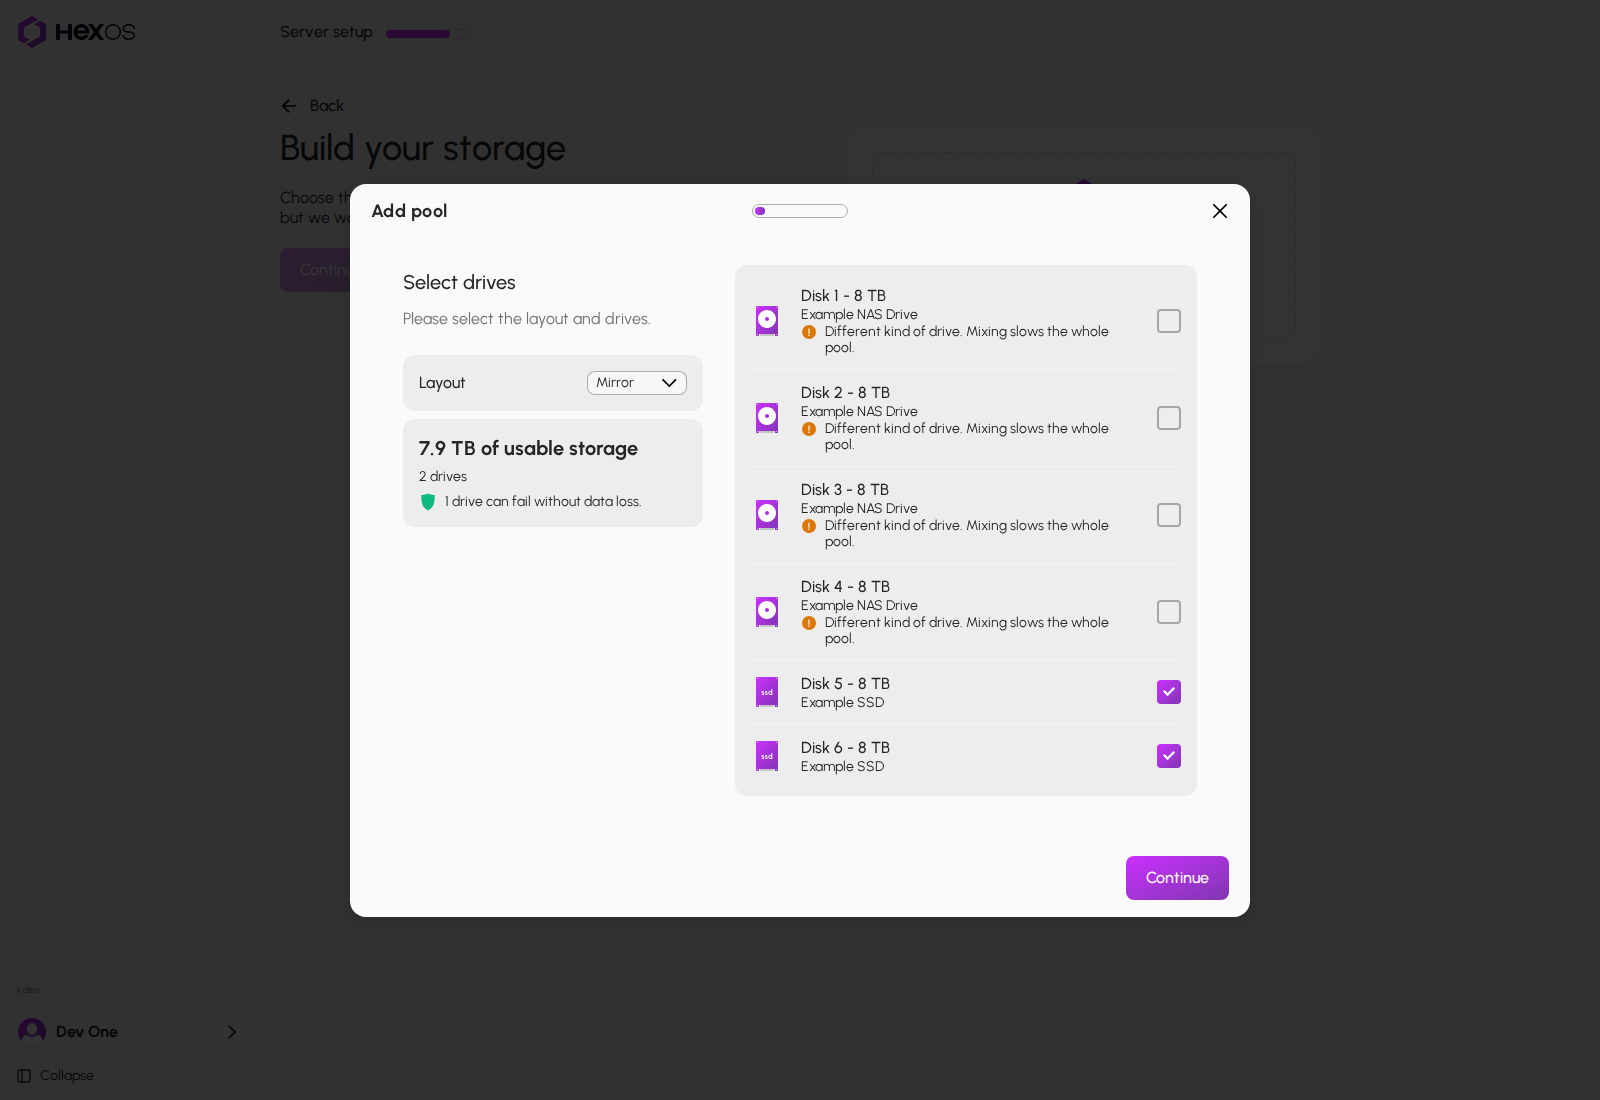 HexOS
Server setup
Back
Build your storage
Choose th
but we wo
Continu
Add pool
Select drives
Please select the layout and drives.
Layout
Mirror
7.9 TB of usable storage
2 drives
1 drive can fail without data loss.
Disk 1 - 8 TB
Example NAS Drive
Different kind of drive. Mixing slows the whole
pool.
Disk 2 - 8 TB
Example NAS Drive
Different kind of drive. Mixing slows the whole
pool.
Disk 3 - 8 TB
Example NAS Drive
Different kind of drive. Mixing slows the whole
pool.
Disk 4 - 8 TB
Example NAS Drive
Different kind of drive. Mixing slows the whole
pool.
ssd
Disk 5 - 8 TB
Example SSD
ssd
Disk 6 - 8 TB
Example SSD
Continue
v.dev
Dev One
Collapse